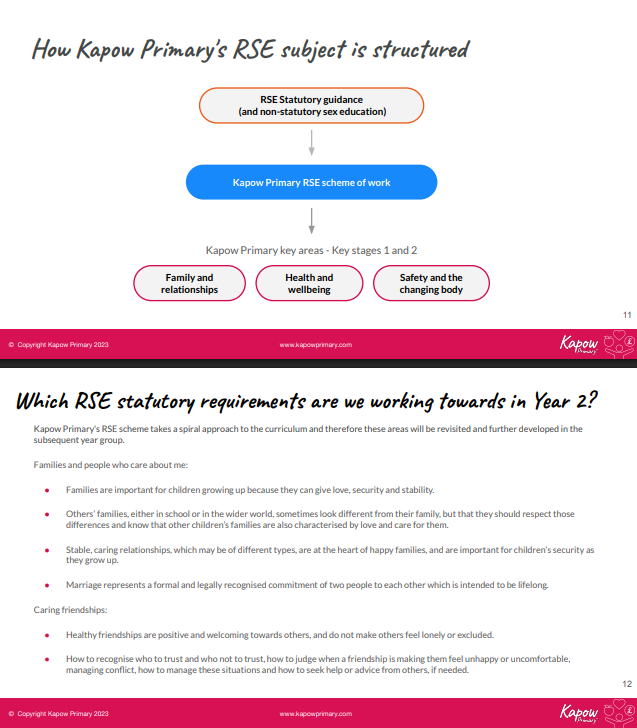 How Kapow Primary's RSE subject is structured
RSE Statutory guidance
(and non-statutory sex education)
Kapow Primary RSE scheme of work
Kapow Primary key areas - Key stages 1 and 2
Family and
relationships
Health and
wellbeing
Safety and the
changing body
11
© Copyright Kapow Primary 2023
www.kapowprimary.com
Kapow
Primary
Which RSE statutory requirements are we working towards in Year 2?
Kapow Primary's RSE scheme takes a spiral approach to the curriculum and therefore these areas will be revisited and further developed in the
subsequent year group.
Families and people who care about me:
● Families are important for children growing up because they can give love, security and stability.
● Others' families, either in school or in the wider world, sometimes look different from their family, but that they should respect those
differences and know that other children's families are also characterised by love and care for them.
● Stable, caring relationships, which may be of different types, are at the heart of happy families, and are important for children's security as
they grow up.
● Marriage represents a formal and legally recognised commitment of two people to each other which is intended to be lifelong.
Caring friendships:
● Healthy friendships are positive and welcoming towards others, and do not make others feel lonely or excluded.
● How to recognise who to trust and who not to trust, how to judge when a friendship is making them feel unhappy or uncomfortable,
managing conflict, how to manage these situations and how to seek help or advice from others, if needed.
12
© Copyright Kapow Primary 2023
www.kapowprimary.com
Kapow
Primary